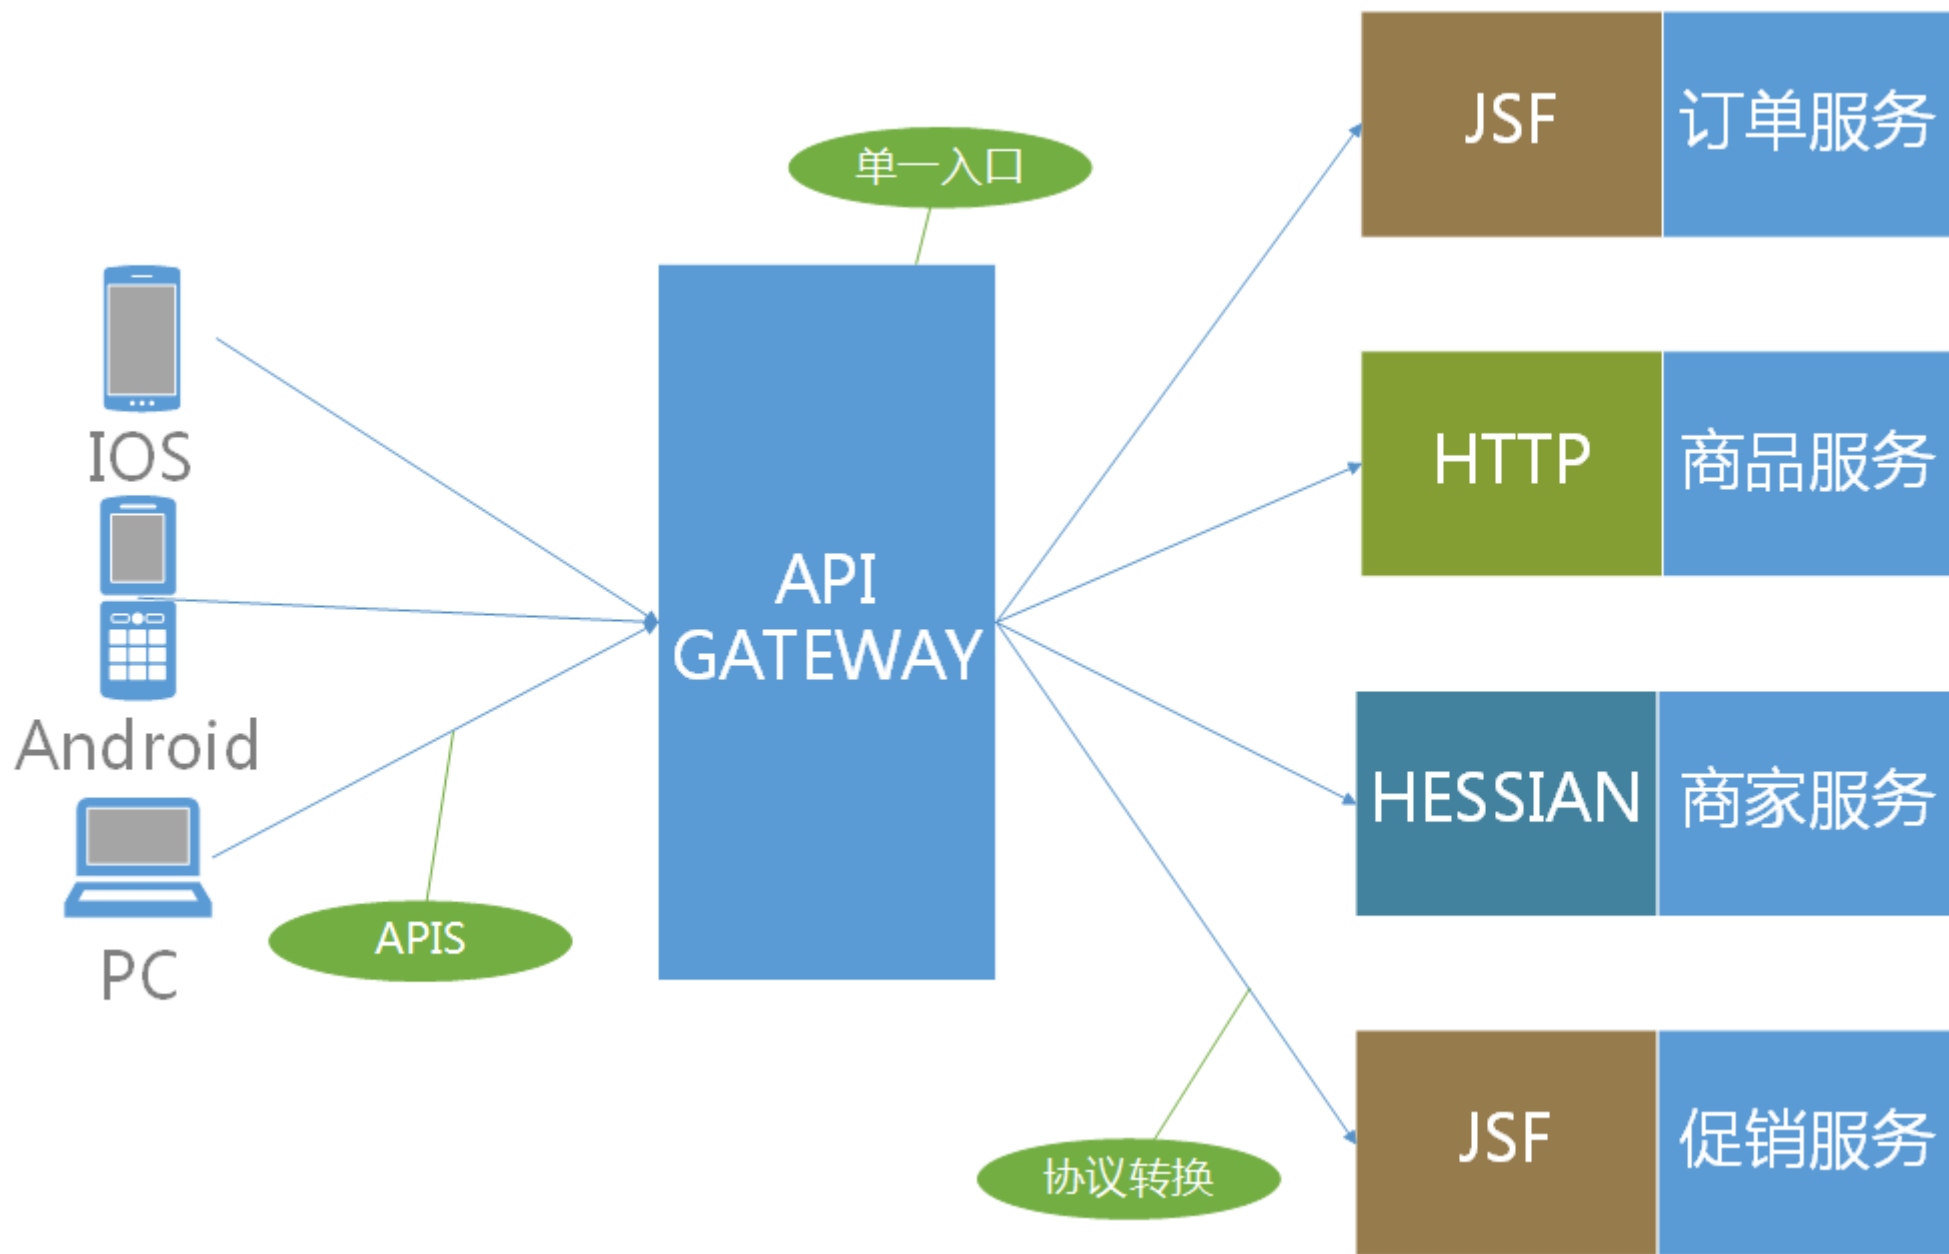 IOS
Android
PC
APIS
单一入口
API
GATEWAY
协议转换
JSF
订单服务
HTTP
商品服务
HESSIAN
商家服务
JSF
促销服务